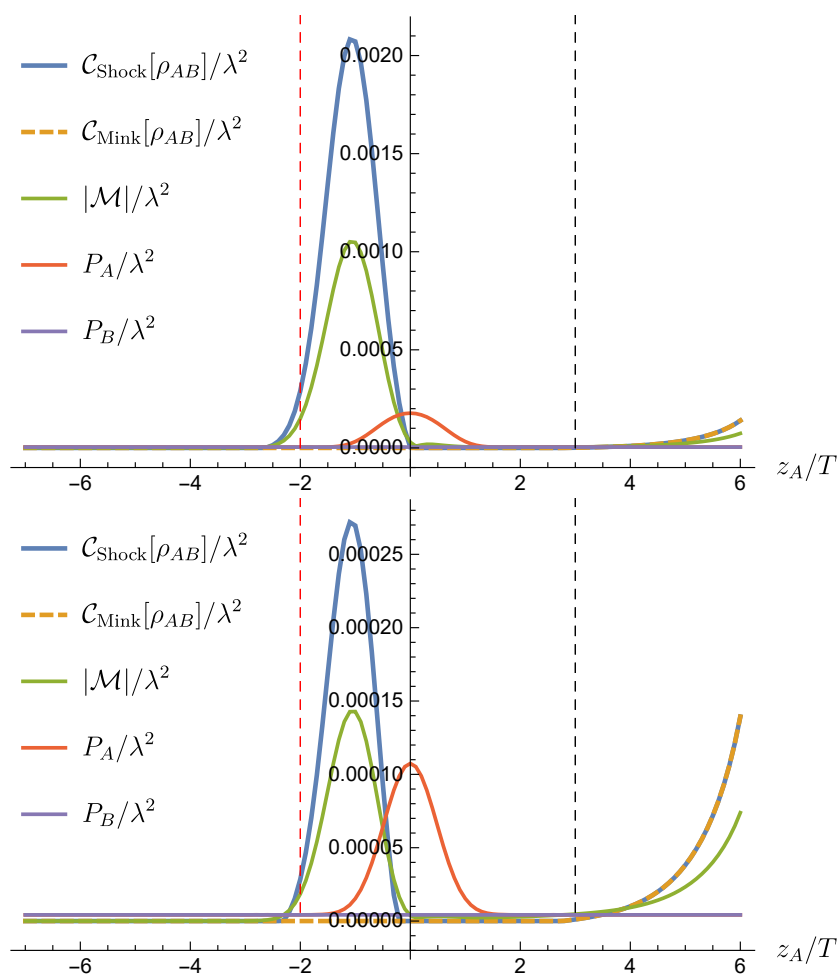 𝒞_Shock[ρ_AB]/λ²
𝒞_Mink[ρ_AB]/λ²
|ℳ|/λ²
P_A/λ²
P_B/λ²
0.0020
0.0015
0.0010
0.0005
0.0000
−6 −4 −2 2 4 6
z_A/T
𝒞_Shock[ρ_AB]/λ²
𝒞_Mink[ρ_AB]/λ²
|ℳ|/λ²
P_A/λ²
P_B/λ²
0.00025
0.00020
0.00015
0.00010
0.00005
0.000000
−6 −4 −2 2 4 6
z_A/T